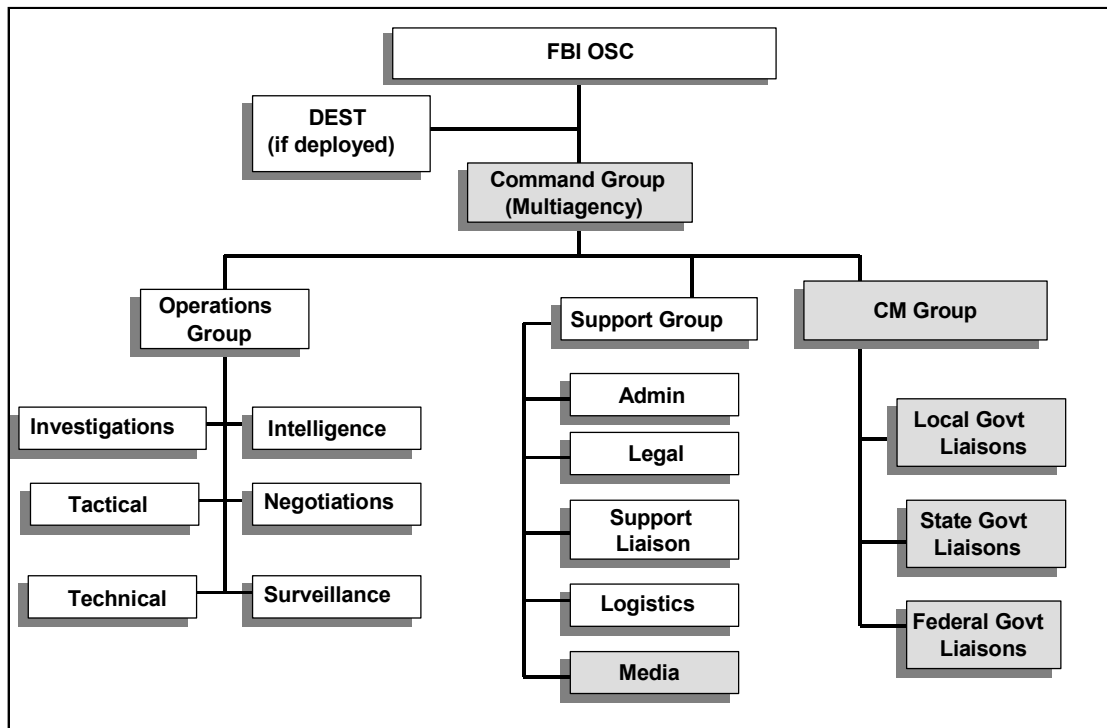 FBI OSC
DEST
(if deployed)
Command Group
(Multiagency)
Operations
Group
Investigations
Intelligence
Tactical
Negotiations
Technical
Surveillance
Support Group
Admin
Legal
Support
Liaison
Logistics
Media
CM Group
Local Govt
Liaisons
State Govt
Liaisons
Federal Govt
Liaisons